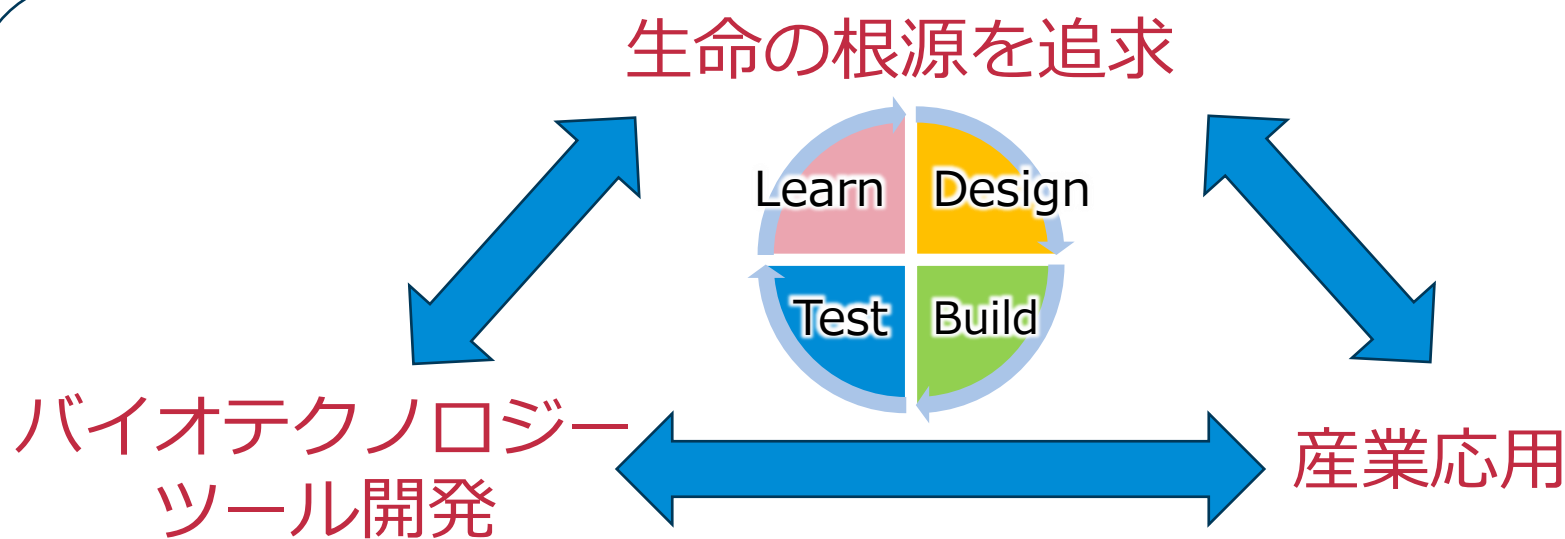 生命の根源を追求
Learn
Design
Test
Build
バイオテクノロジー
ツール開発
産業応用